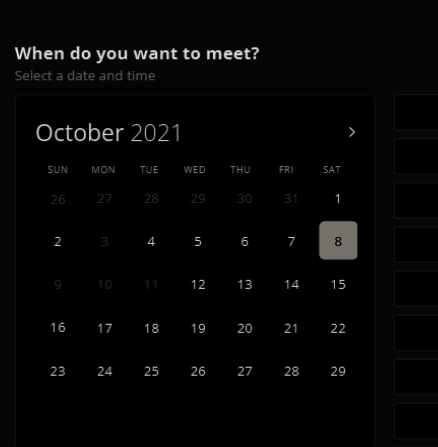 When do you want to meet?
Select a date and time
October 2021
SUN MON TUE WED THU FRI SAT
26 27 28 29 30 31 1
2 3 4 5 6 7 8
9 10 11 12 13 14 15
16 17 18 19 20 21 22
23 24 25 26 27 28 29